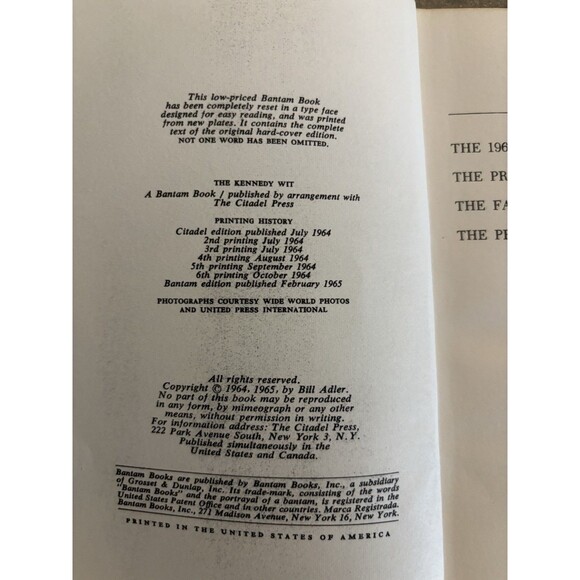 This low-priced Bantam Book
has been completely reset in a type face
designed for easy reading, and was printed
from new plates. It contains the complete
text of the original hard-cover edition.
NOT ONE WORD HAS BEEN OMITTED.
THE KENNEDY WIT
A Bantam Book / published by arrangement with
The Citadel Press
PRINTING HISTORY
Citadel edition published July 1964
2nd printing July 1964
3rd printing July 1964
4th printing August 1964
5th printing September 1964
6th printing October 1964
Bantam edition published February 1965
PHOTOGRAPHS COURTESY WIDE WORLD PHOTOS
AND UNITED PRESS INTERNATIONAL
All rights reserved.
Copyright © 1964, 1965, by Bill Adler.
No part of this book may be reproduced
in any form, by mimeograph or any other
means, without permission in writing.
For information address: The Citadel Press,
222 Park Avenue South, New York 3, N. Y.
Published simultaneously in the
United States and Canada.
Bantam Books are published by Bantam Books, Inc., a subsidiary
of Grosset & Dunlap, Inc. Its trade-mark, consisting of the words
"Bantam Books" and the portrayal of a bantam, is registered in the
United States Patent Office and in other countries. Marca Registrada.
Bantam Books, Inc., 271 Madison Avenue, New York 16, New York.
PRINTED IN THE UNITED STATES OF AMERICA
THE 196
THE PR
THE FA
THE PE